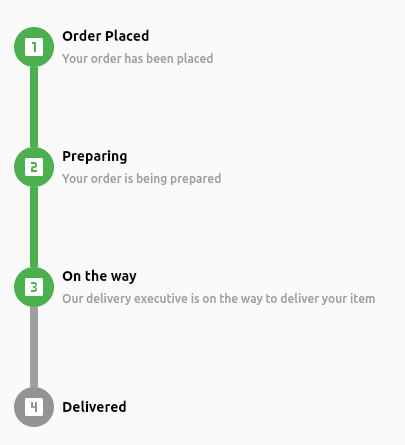 1
Order Placed
Your order has been placed
2
Preparing
Your order is being prepared
3
On the way
Our delivery executive is on the way to deliver your item
4
Delivered